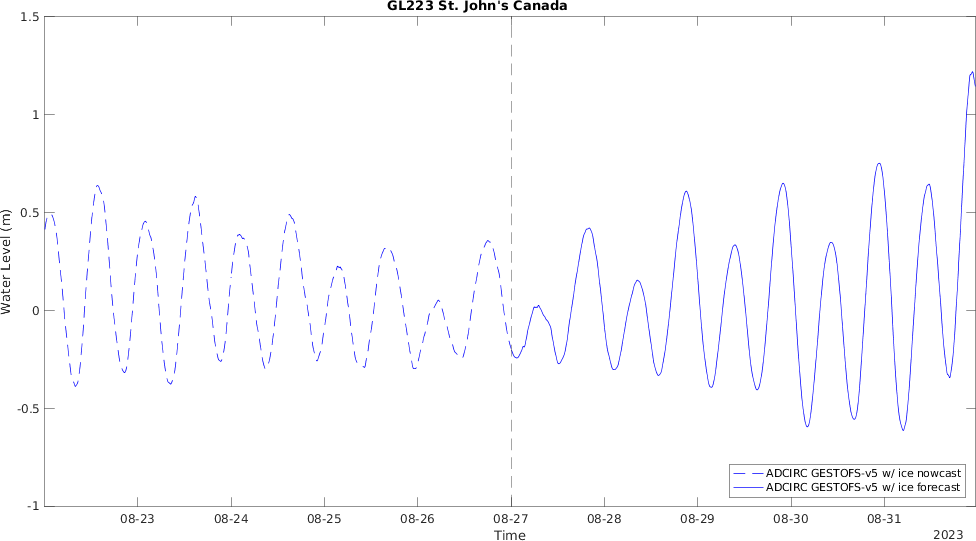 GL223 St. John's Canada
Water Level (m)
1.5
1
0.5
0
-0.5
-1
ADCIRC GESTOFS-v5 w/ ice nowcast
ADCIRC GESTOFS-v5 w/ ice forecast
08-23 08-24 08-25 08-26 08-27 08-28 08-29 08-30 08-31
Time
2023